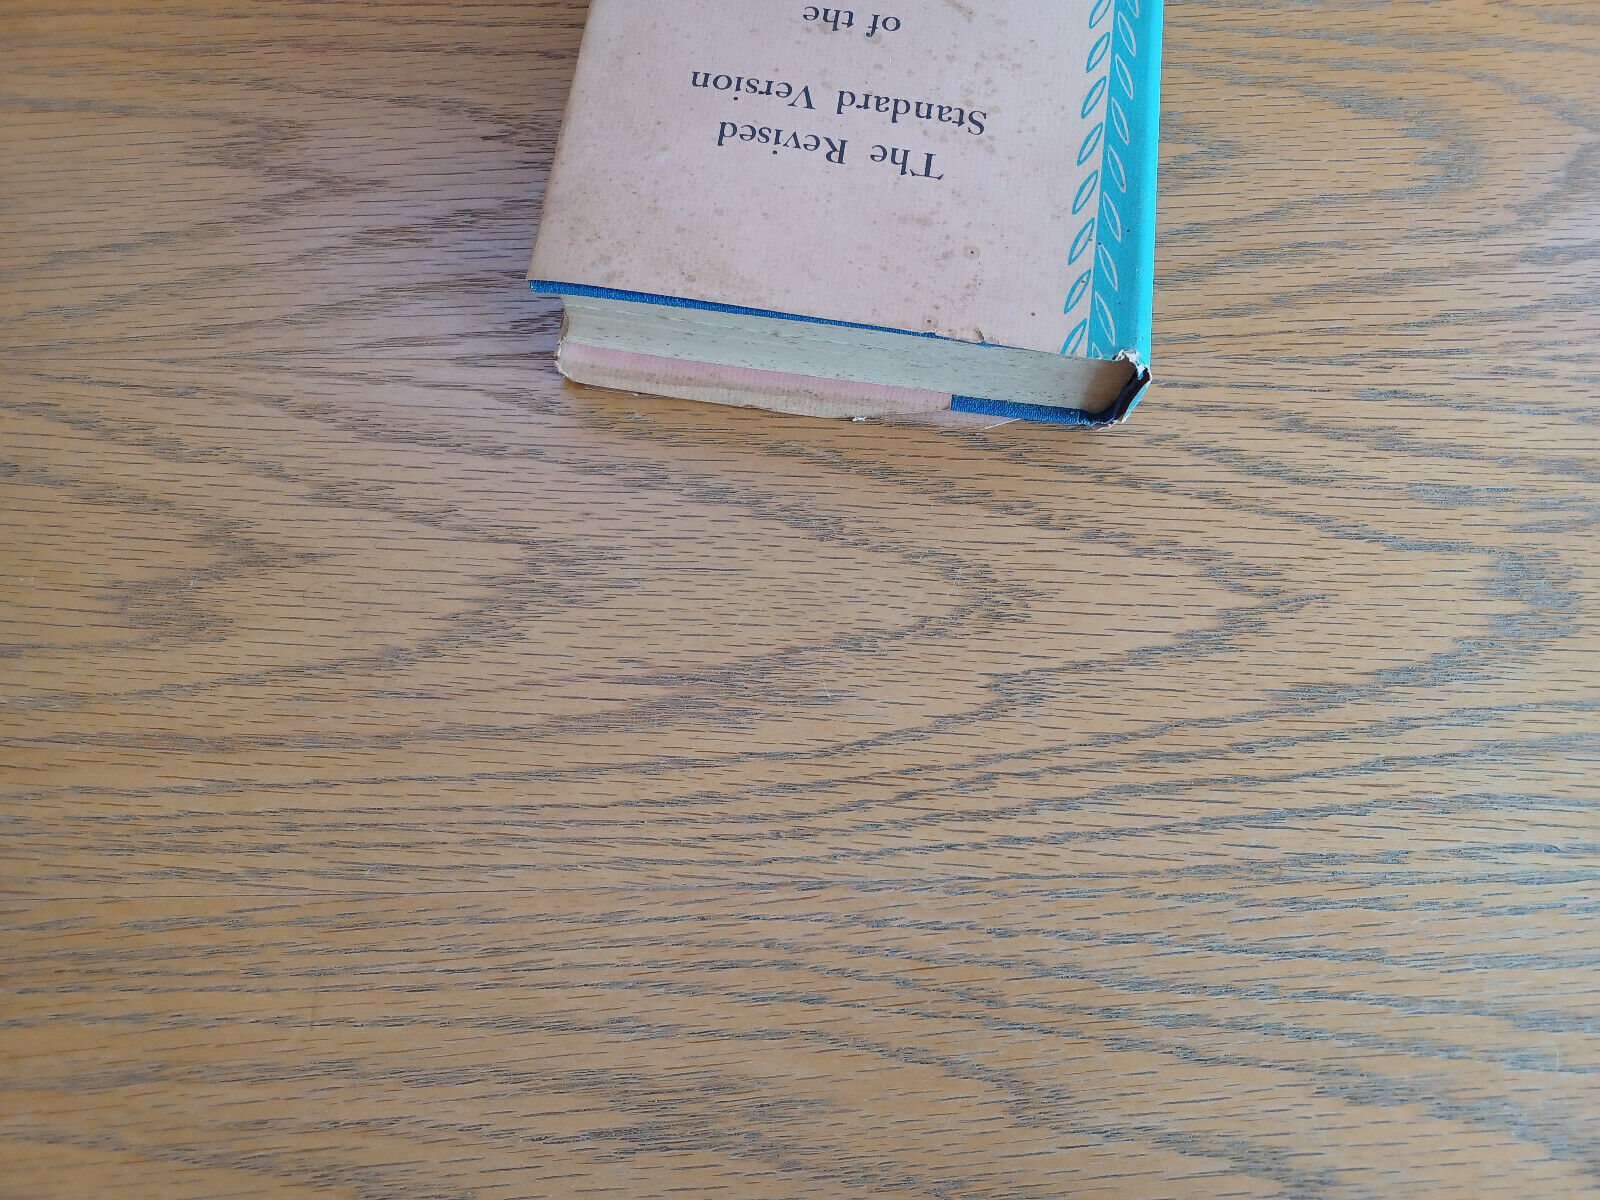 The Revised
Standard Version
of the